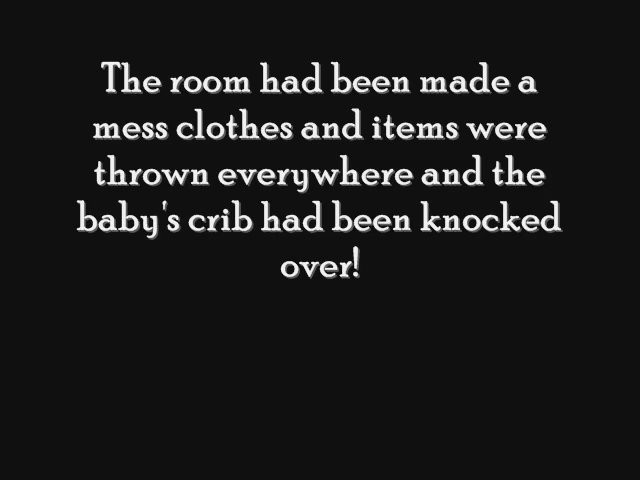 The room had been made a
mess clothes and items were
thrown everywhere and the
baby's crib had been knocked
over!